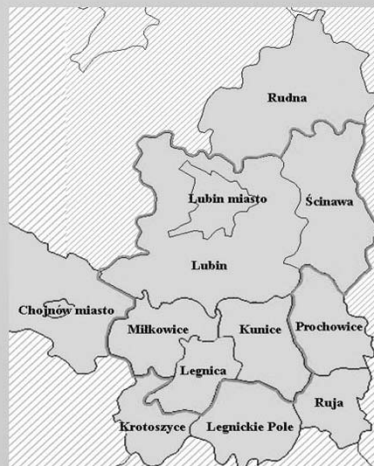 Rudna
Lubin miasto
Ścinawa
Lubin
Chojnów miasto
Miłkowice
Kunice
Prochowice
Legnica
Ruja
Krotoszyce
Legnickie Pole